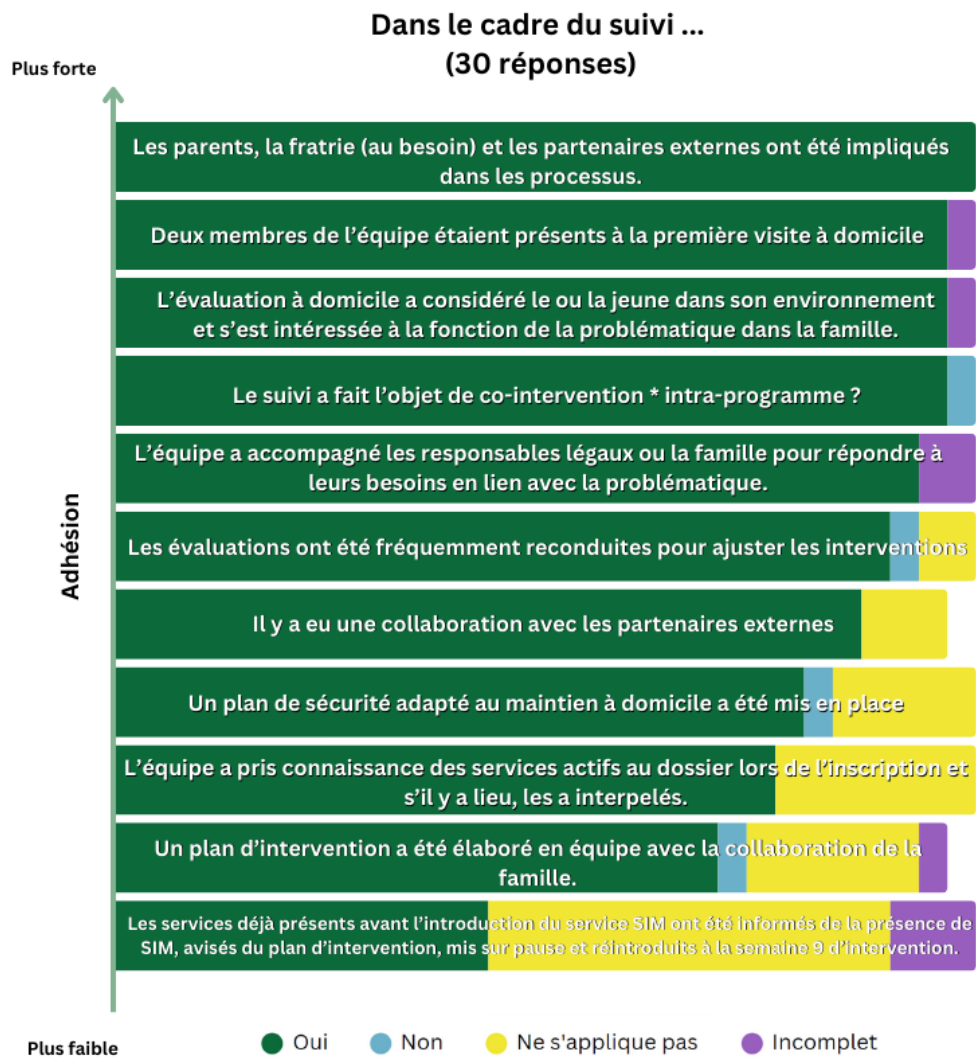 Dans le cadre du suivi ...
(30 réponses)
Plus forte
Les parents, la fratrie (au besoin) et les partenaires externes ont été impliqués
dans les processus.
Deux membres de l'équipe étaient présents à la première visite à domicile
L'évaluation à domicile a considéré le ou la jeune dans son environnement
et s'est intéressée à la fonction de la problématique dans la famille.
Le suivi a fait l'objet de co-intervention * intra-programme ?
L'équipe a accompagné les responsables légaux ou la famille pour répondre à
leurs besoins en lien avec la problématique.
Adhésion
Les évaluations ont été fréquemment reconduites pour ajuster les interventions
Il y a eu une collaboration avec les partenaires externes
Un plan de sécurité adapté au maintien à domicile a été mis en place
L'équipe a pris connaissance des services actifs au dossier lors de l'inscription et
s'il y a lieu, les a interpelés.
Un plan d'intervention a été élaboré en équipe avec la collaboration de la
famille.
Les services déjà présents avant l'introduction du service SIM ont été informés de la présence de
SIM, avisés du plan d'intervention, mis sur pause et réintroduits à la semaine 9 d'intervention.
Plus faible
Oui
Non
Ne s'applique pas
Incomplet